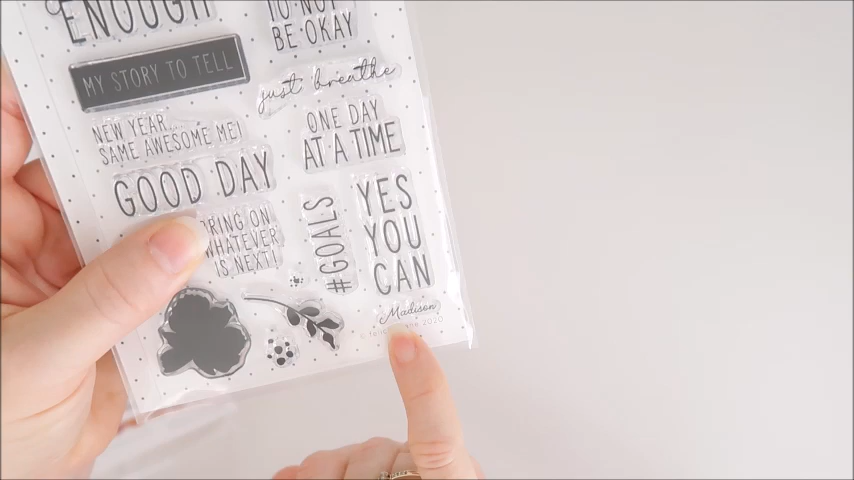 ENOUGH
TO NOT
BE OKAY
MY STORY TO TELL
just breathe
NEW YEAR...
SAME AWESOME ME!
ONE DAY
AT A TIME
GOOD DAY
BRING ON
WHATEVER
IS NEXT!
#GOALS
YES
YOU
CAN
Madison
2020